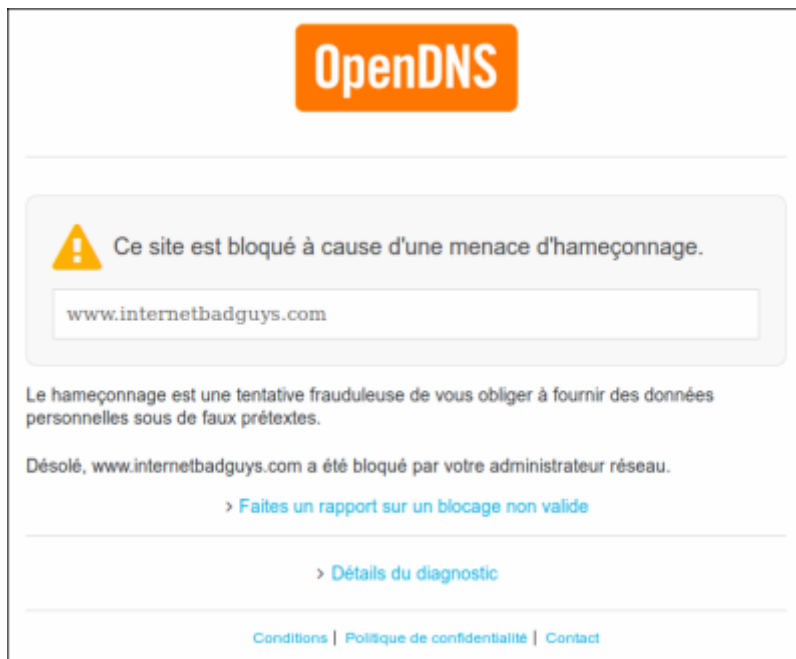 OpenDNS
Ce site est bloqué à cause d'une menace d'hameçonnage.
www.internetbadguys.com
Le hameçonnage est une tentative frauduleuse de vous obliger à fournir des données
personnelles sous de faux prétextes.
Désolé, www.internetbadguys.com a été bloqué par votre administrateur réseau.
> Faites un rapport sur un blocage non valide
> Détails du diagnostic
Conditions | Politique de confidentialité | Contact